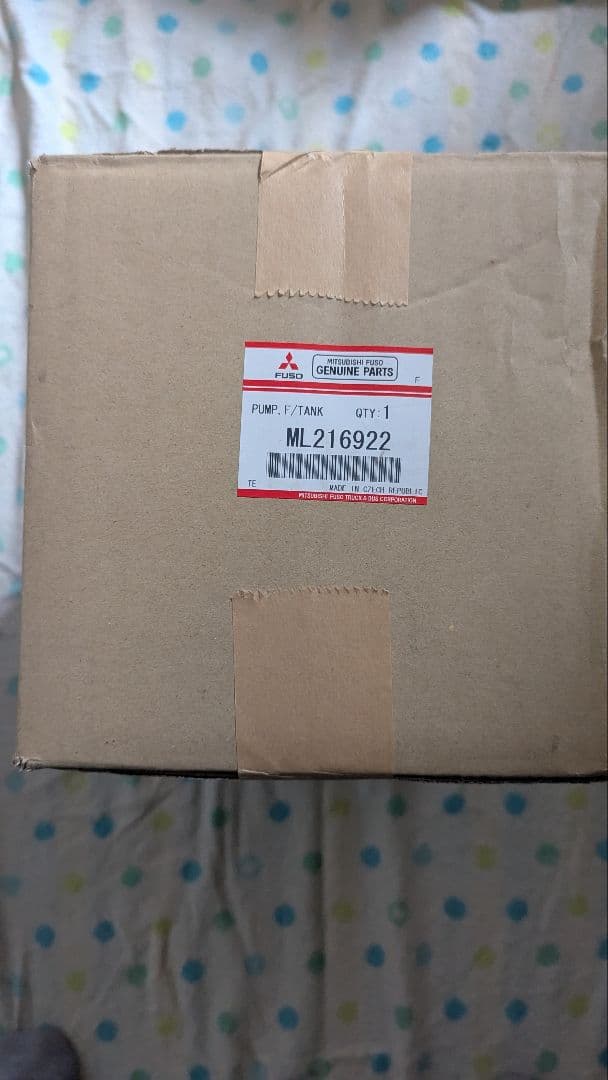 FUSO
MITSUBISHI FUSO
GENUINE PARTS
F
PUMP, F/TANK QTY:1
ML216922
TE MADE IN CZECH REPUBLIC
MITSUBISHI FUSO TRUCK & BUS CORPORATION